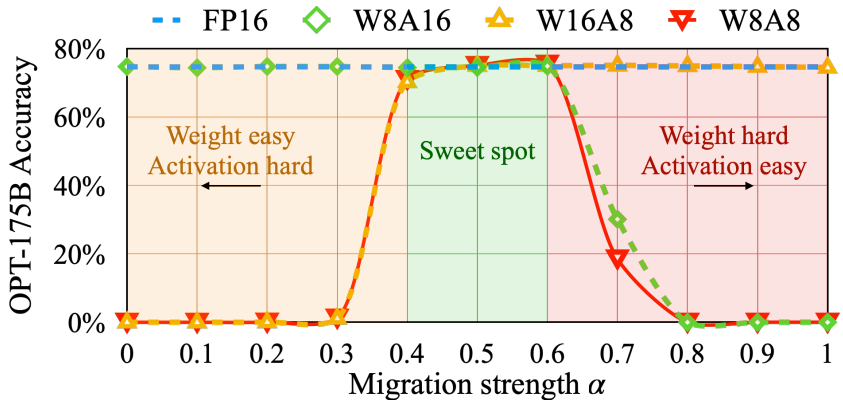 FP16 W8A16 W16A8 W8A8
OPT-175B Accuracy
80%
60%
40%
20%
0%
Weight easy
Activation hard
Sweet spot
Weight hard
Activation easy
0 0.1 0.2 0.3 0.4 0.5 0.6 0.7 0.8 0.9 1
Migration strength α